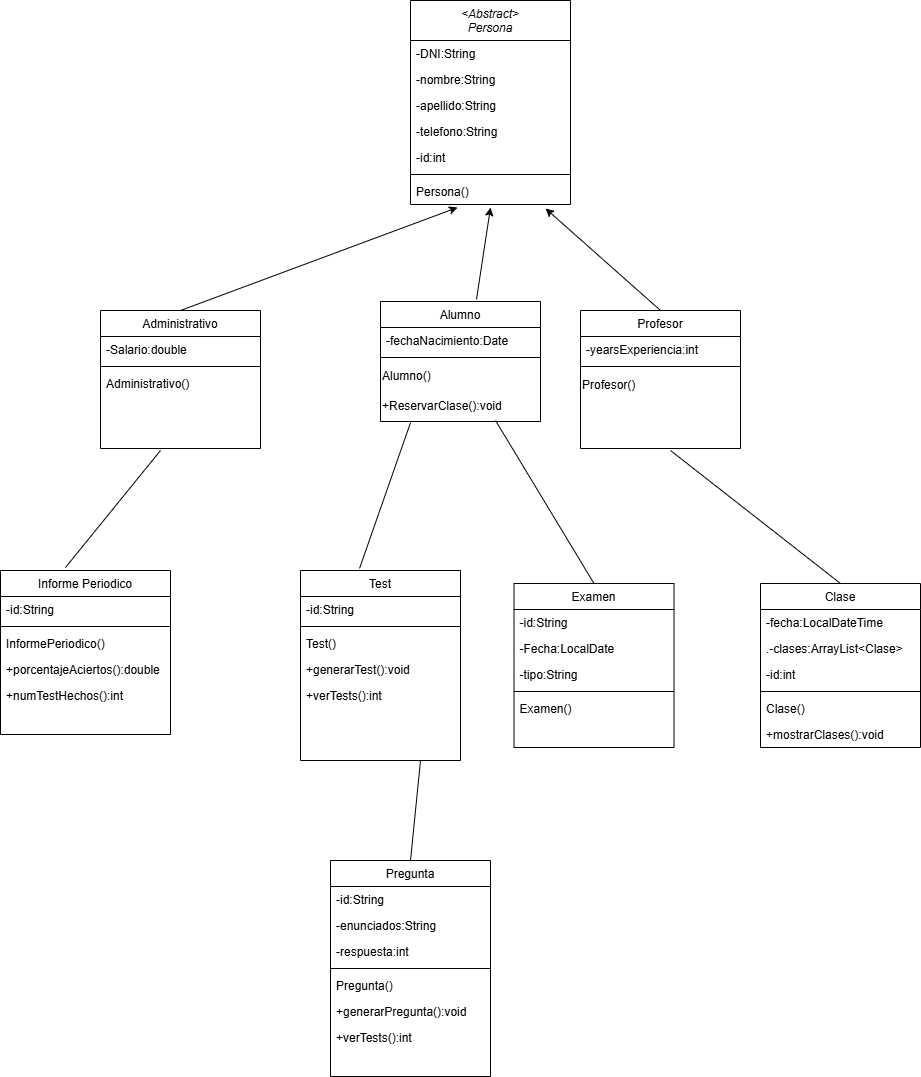 <Abstract>
Persona
-DNI:String
-nombre:String
-apellido:String
-telefono:String
-id:int
Persona()
Administrativo
-Salario:double
Administrativo()
Alumno
-fechaNacimiento:Date
Alumno()
+ReservarClase():void
Profesor
-yearsExperiencia:int
Profesor()
Informe Periodico
-id:String
InformePeriodico()
+porcentajeAciertos():double
+numTestHechos():int
Test
-id:String
Test()
+generarTest():void
+verTests():int
Examen
-id:String
-Fecha:LocalDate
-tipo:String
Examen()
Clase
-fecha:LocalDateTime
.-clases:ArrayList<Clase>
-id:int
Clase()
+mostrarClases():void
Pregunta
-id:String
-enunciados:String
-respuesta:int
Pregunta()
+generarPregunta():void
+verTests():int